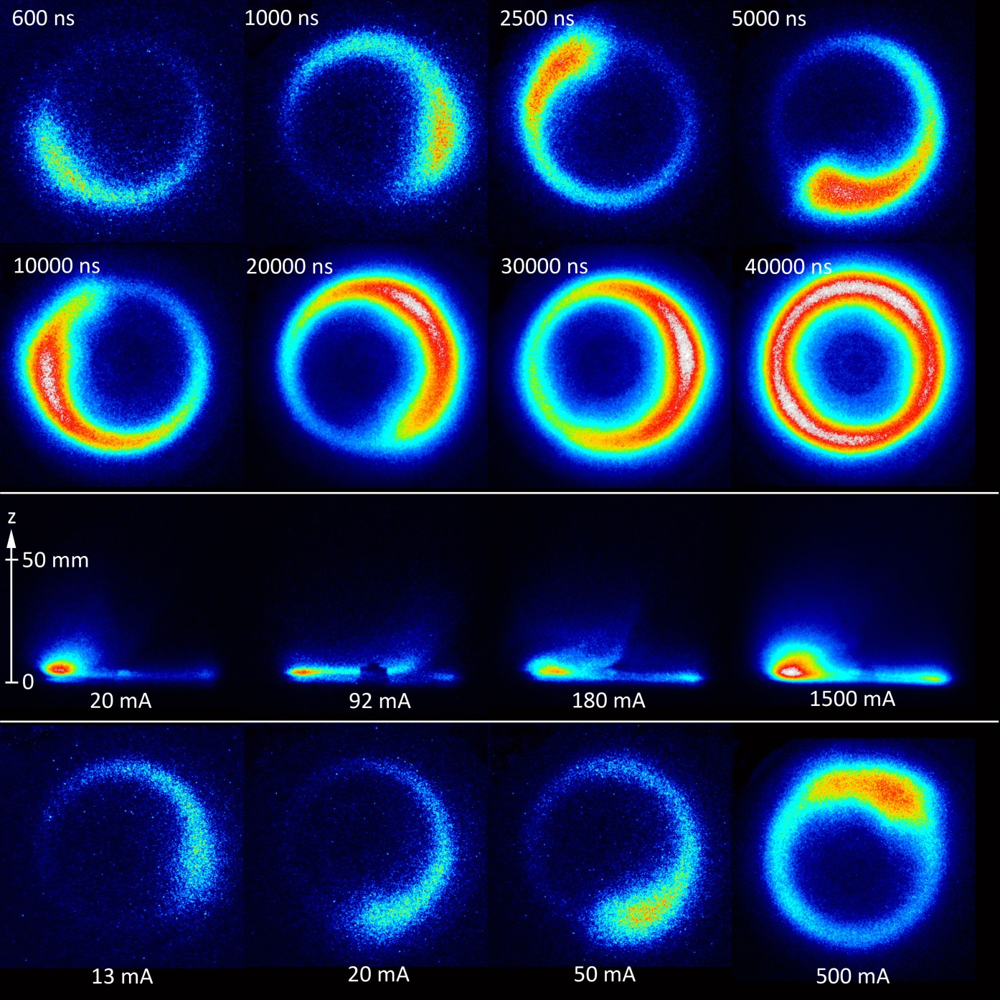 600 ns
1000 ns
2500 ns
5000 ns
10000 ns
20000 ns
30000 ns
40000 ns
z
50 mm
0
20 mA
92 mA
180 mA
1500 mA
13 mA
20 mA
50 mA
500 mA